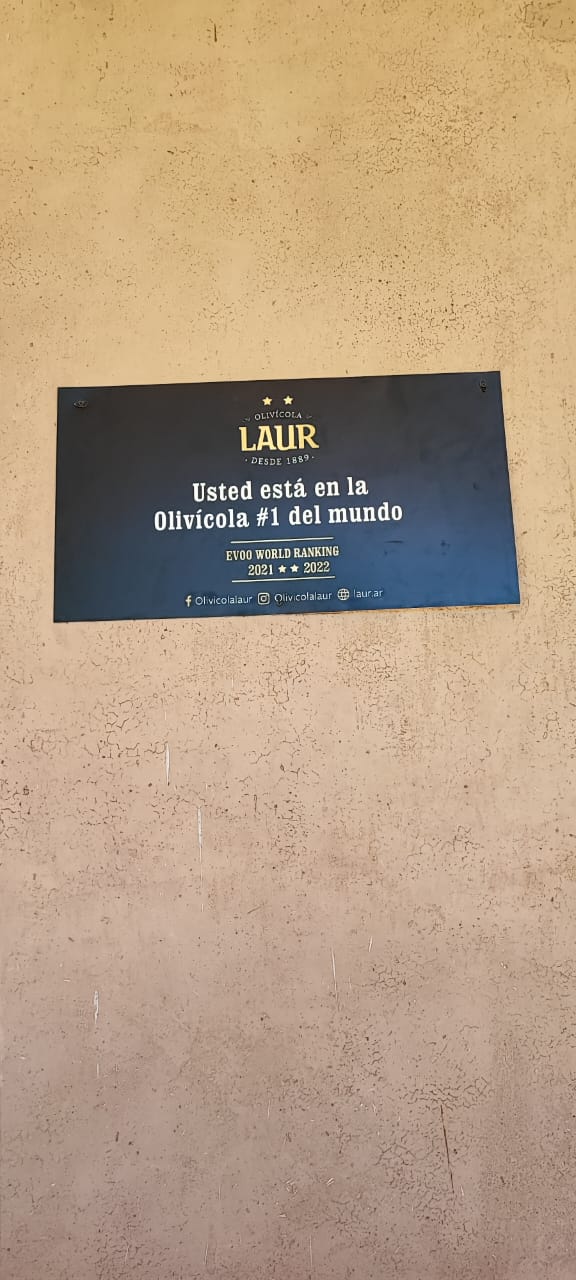 OLIVÍCOLA
LAUR
· DESDE 1889 ·
Usted está en la
Olivícola #1 del mundo
EVOO WORLD RANKING
2021 ★★ 2022
Olivicolalaur Olivicolalaur laur.ar